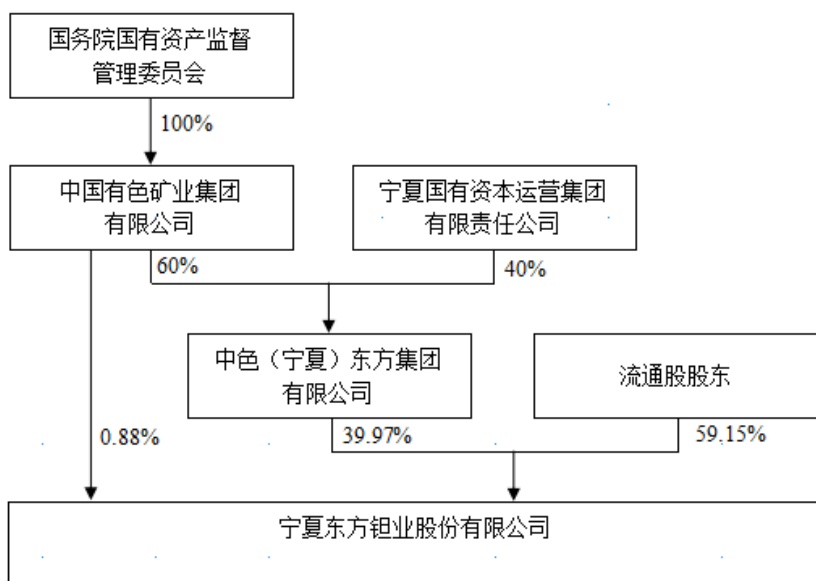 国务院国有资产监督
管理委员会
100%
中国有色矿业集团
有限公司
宁夏国有资本运营集团
有限责任公司
60%
40%
中色（宁夏）东方集团
有限公司
流通股股东
0.88%
39.97%
59.15%
宁夏东方钽业股份有限公司